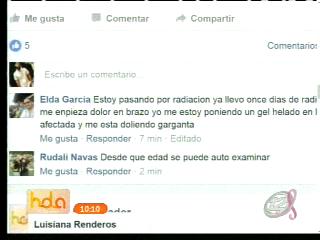 Me gusta Comentar Compartir
5 Comentarios
Escribe un comentario...
Elda Garcia Estoy pasando por radiacion ya llevo once dias de radi
me enpieza dolor en brazo yo me estoy poniendo un gel helado en l
afectada y me esta doliendo garganta
Me gusta · Responder · 7 min · Editado
Rudali Navas Desde que edad se puede auto examinar
Me gusta · Responder · 2 min
hola
10:10
Luisiana Renderos